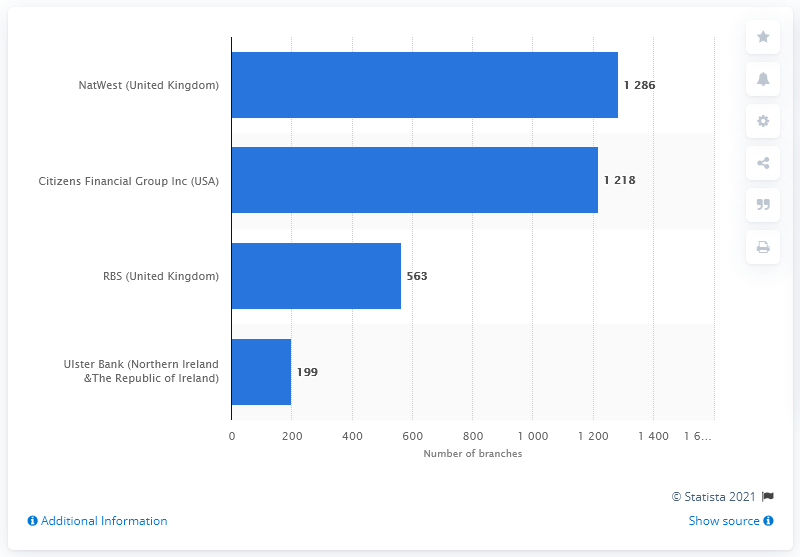 NatWest (United Kingdom)
1 286
Citizens Financial Group Inc (USA)
1 218
RBS (United Kingdom)
563
Ulster Bank (Northern Ireland
&The Republic of Ireland)
199
0 200 400 600 800 1 000 1 200 1 400 1 6...
Number of branches
© Statista 2021
Additional Information
Show source